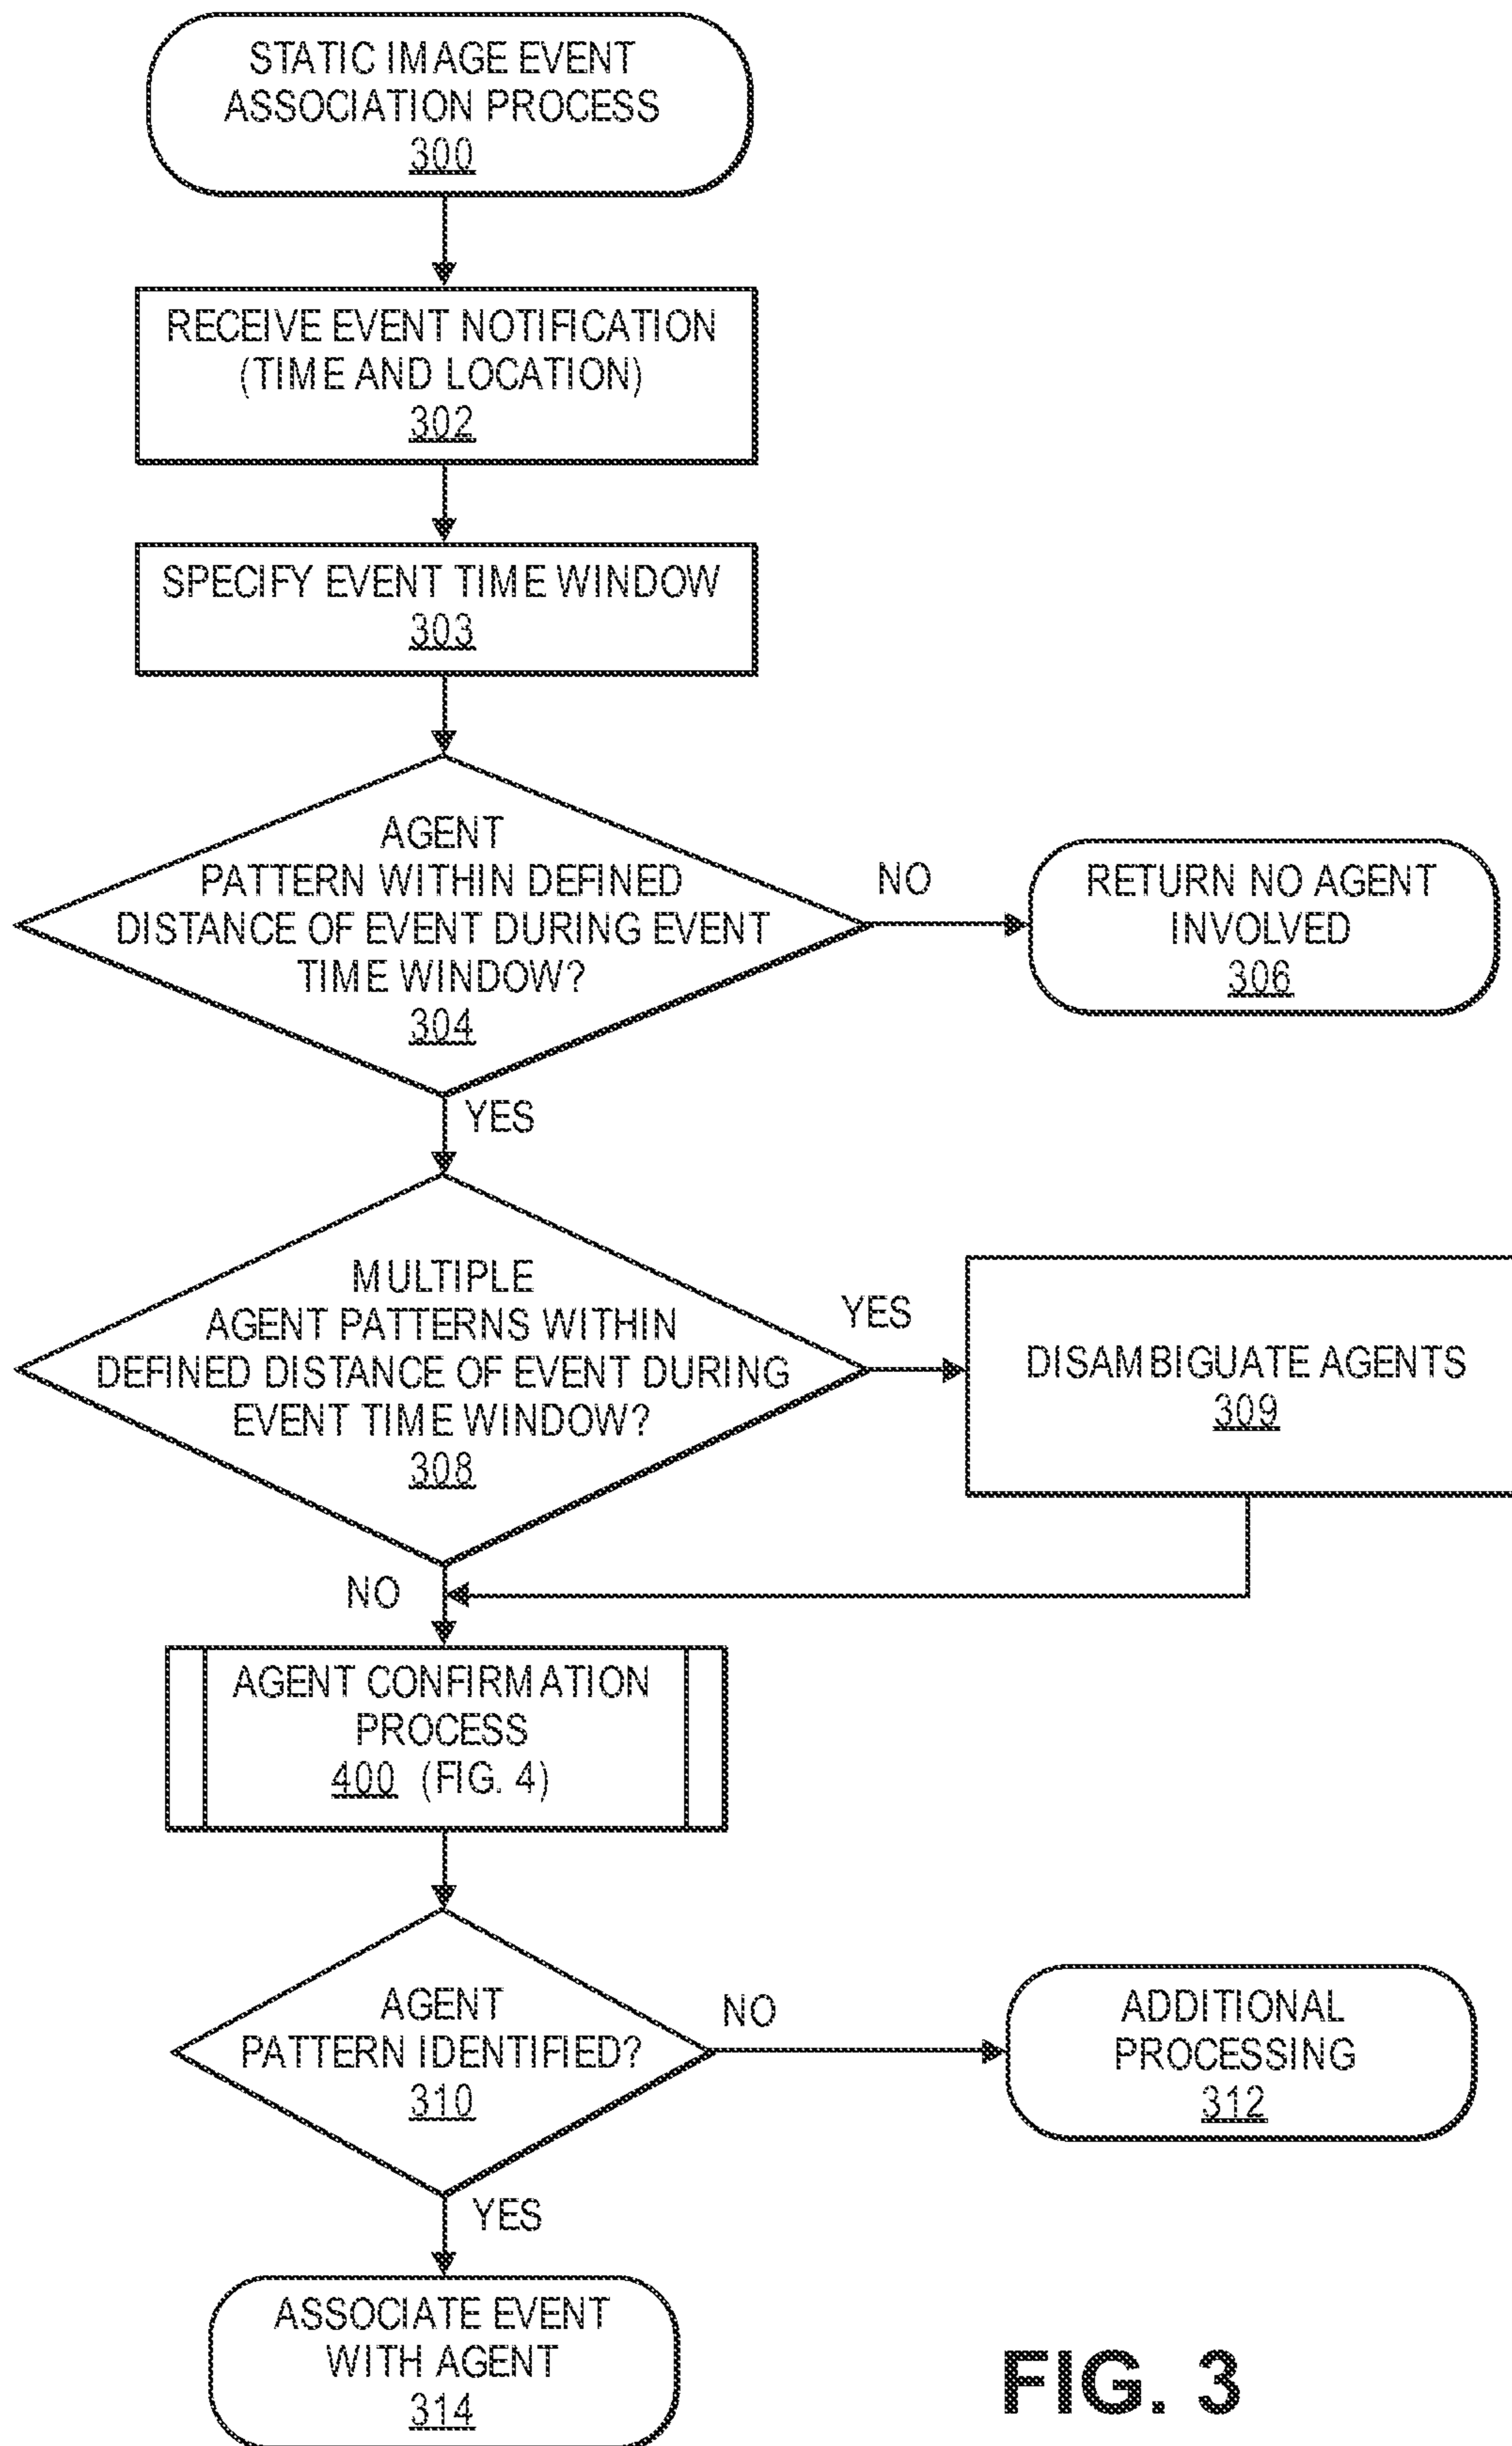 STATIC IMAGE EVENT
ASSOCIATION PROCESS
300
RECEIVE EVENT NOTIFICATION
(TIME AND LOCATION)
302
SPECIFY EVENT TIME WINDOW
303
AGENT
PATTERN WITHIN DEFINED
DISTANCE OF EVENT DURING EVENT
TIME WINDOW?
304
NO
RETURN NO AGENT
INVOLVED
306
YES
MULTIPLE
AGENT PATTERNS WITHIN
DEFINED DISTANCE OF EVENT DURING
EVENT TIME WINDOW?
308
YES
DISAMBIGUATE AGENTS
309
NO
AGENT CONFIRMATION
PROCESS
400 (FIG. 4)
AGENT
PATTERN IDENTIFIED?
310
NO
ADDITIONAL
PROCESSING
312
YES
ASSOCIATE EVENT
WITH AGENT
314
FIG. 3